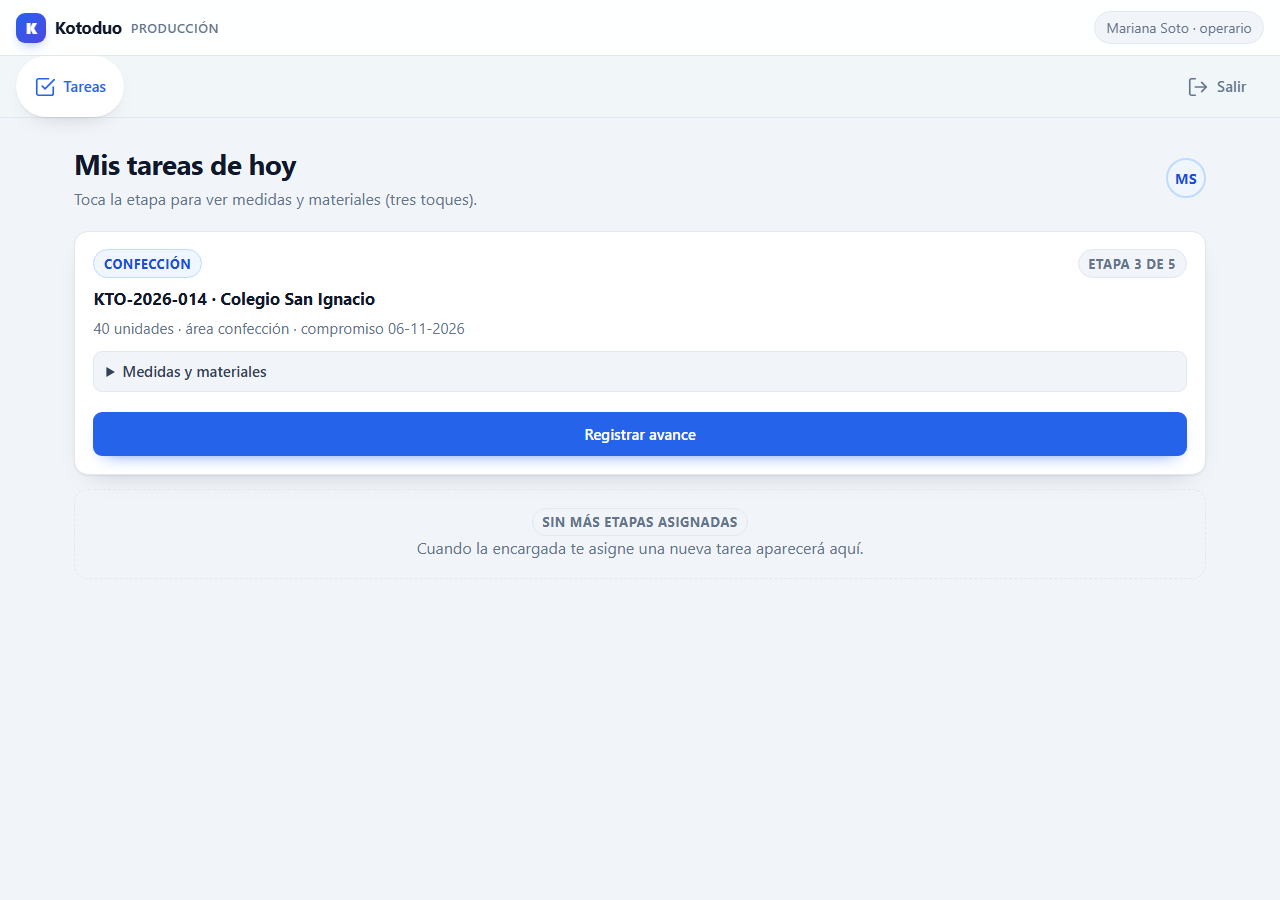 K Kotoduo PRODUCCIÓN
Mariana Soto · operario
Tareas
Salir
Mis tareas de hoy
Toca la etapa para ver medidas y materiales (tres toques).
MS
CONFECCIÓN
ETAPA 3 DE 5
KTO-2026-014 · Colegio San Ignacio
40 unidades · área confección · compromiso 06-11-2026
Medidas y materiales
Registrar avance
SIN MÁS ETAPAS ASIGNADAS
Cuando la encargada te asigne una nueva tarea aparecerá aquí.